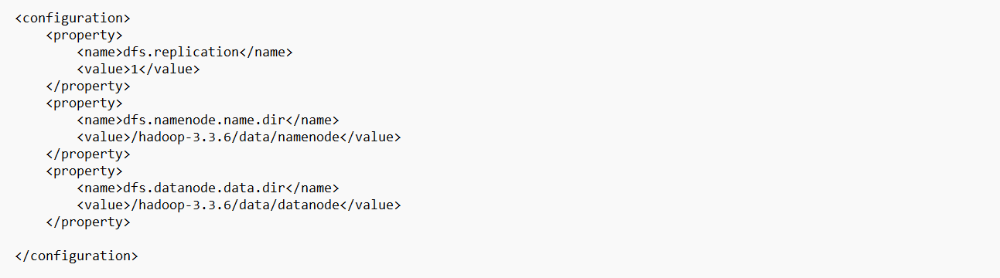 <configuration>
    <property>
        <name>dfs.replication</name>
        <value>1</value>
    </property>
    <property>
        <name>dfs.namenode.name.dir</name>
        <value>/hadoop-3.3.6/data/namenode</value>
    </property>
    <property>
        <name>dfs.datanode.data.dir</name>
        <value>/hadoop-3.3.6/data/datanode</value>
    </property>

</configuration>